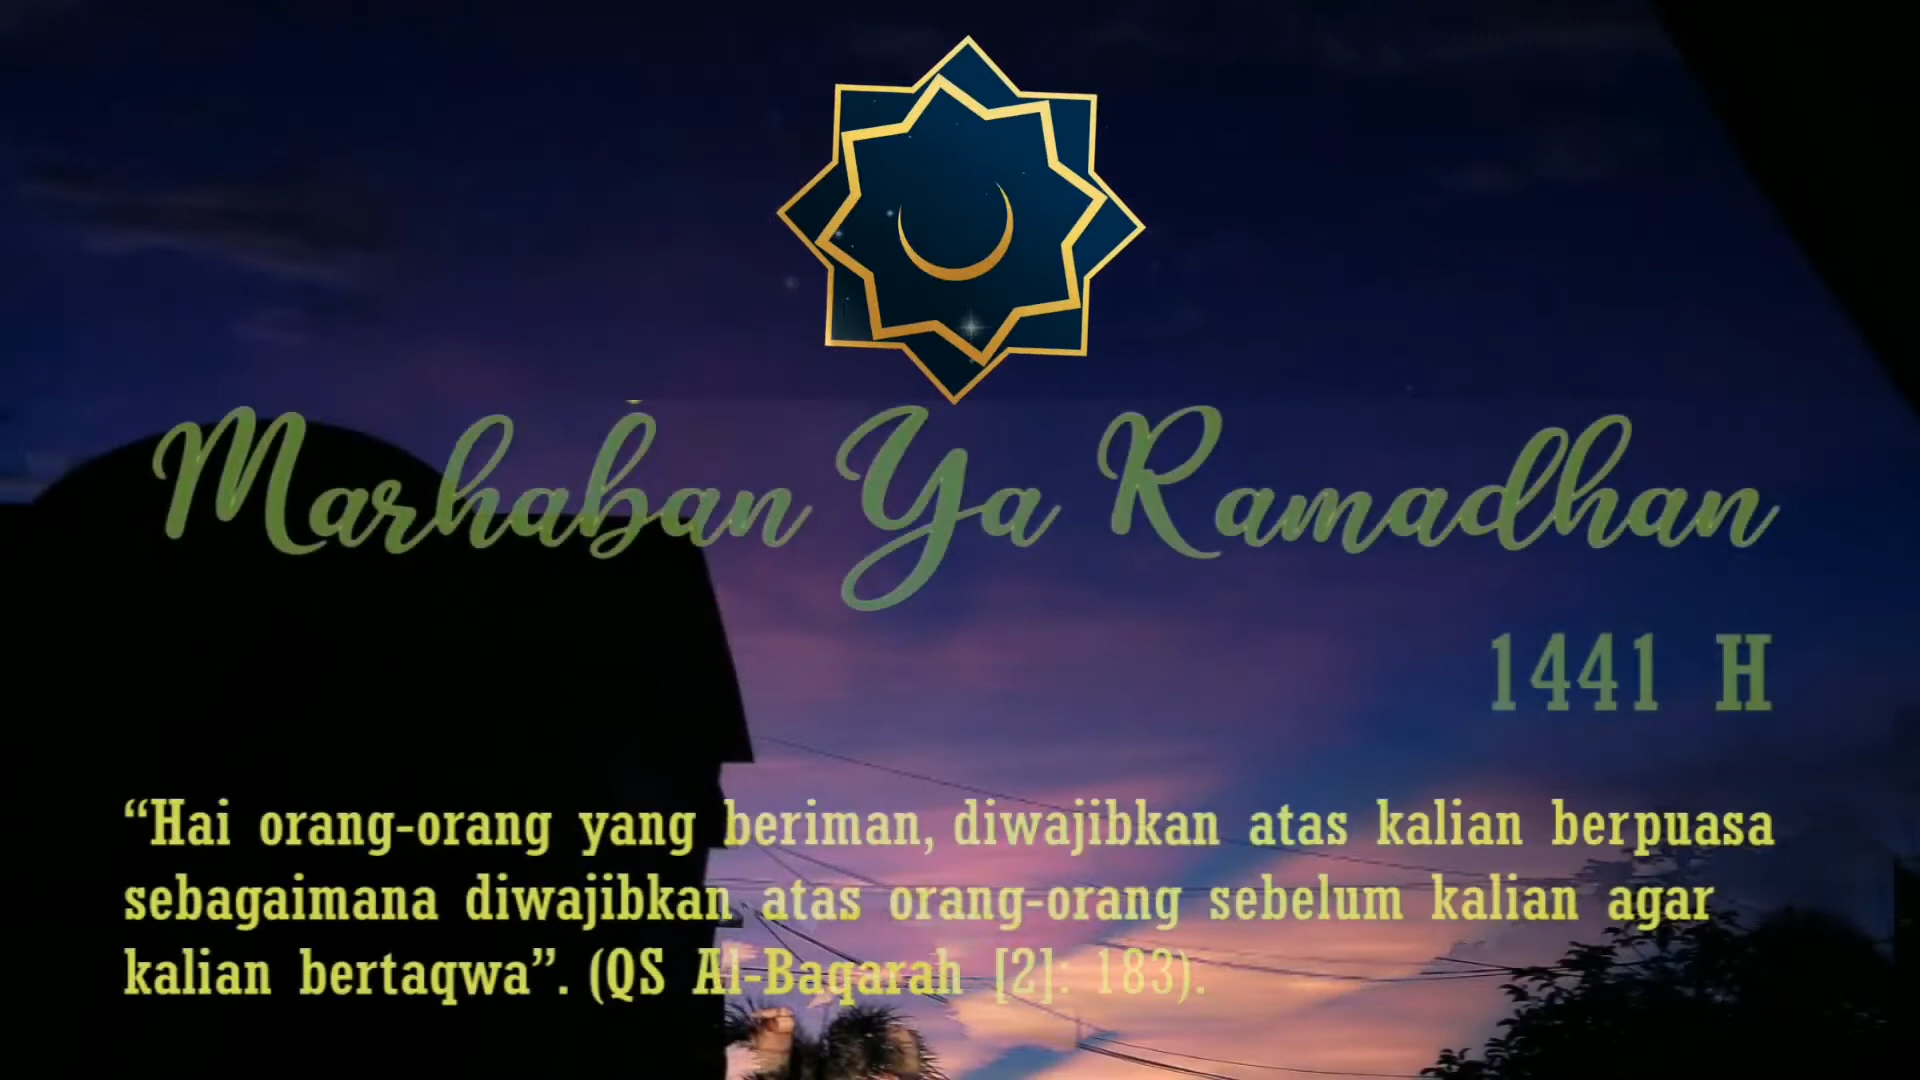 Marhaban Ya Ramadhan
1441 H
“Hai orang-orang yang beriman, diwajibkan atas kalian berpuasa
sebagaimana diwajibkan atas orang-orang sebelum kalian agar
kalian bertaqwa”. (QS Al-Baqarah [2]: 183).